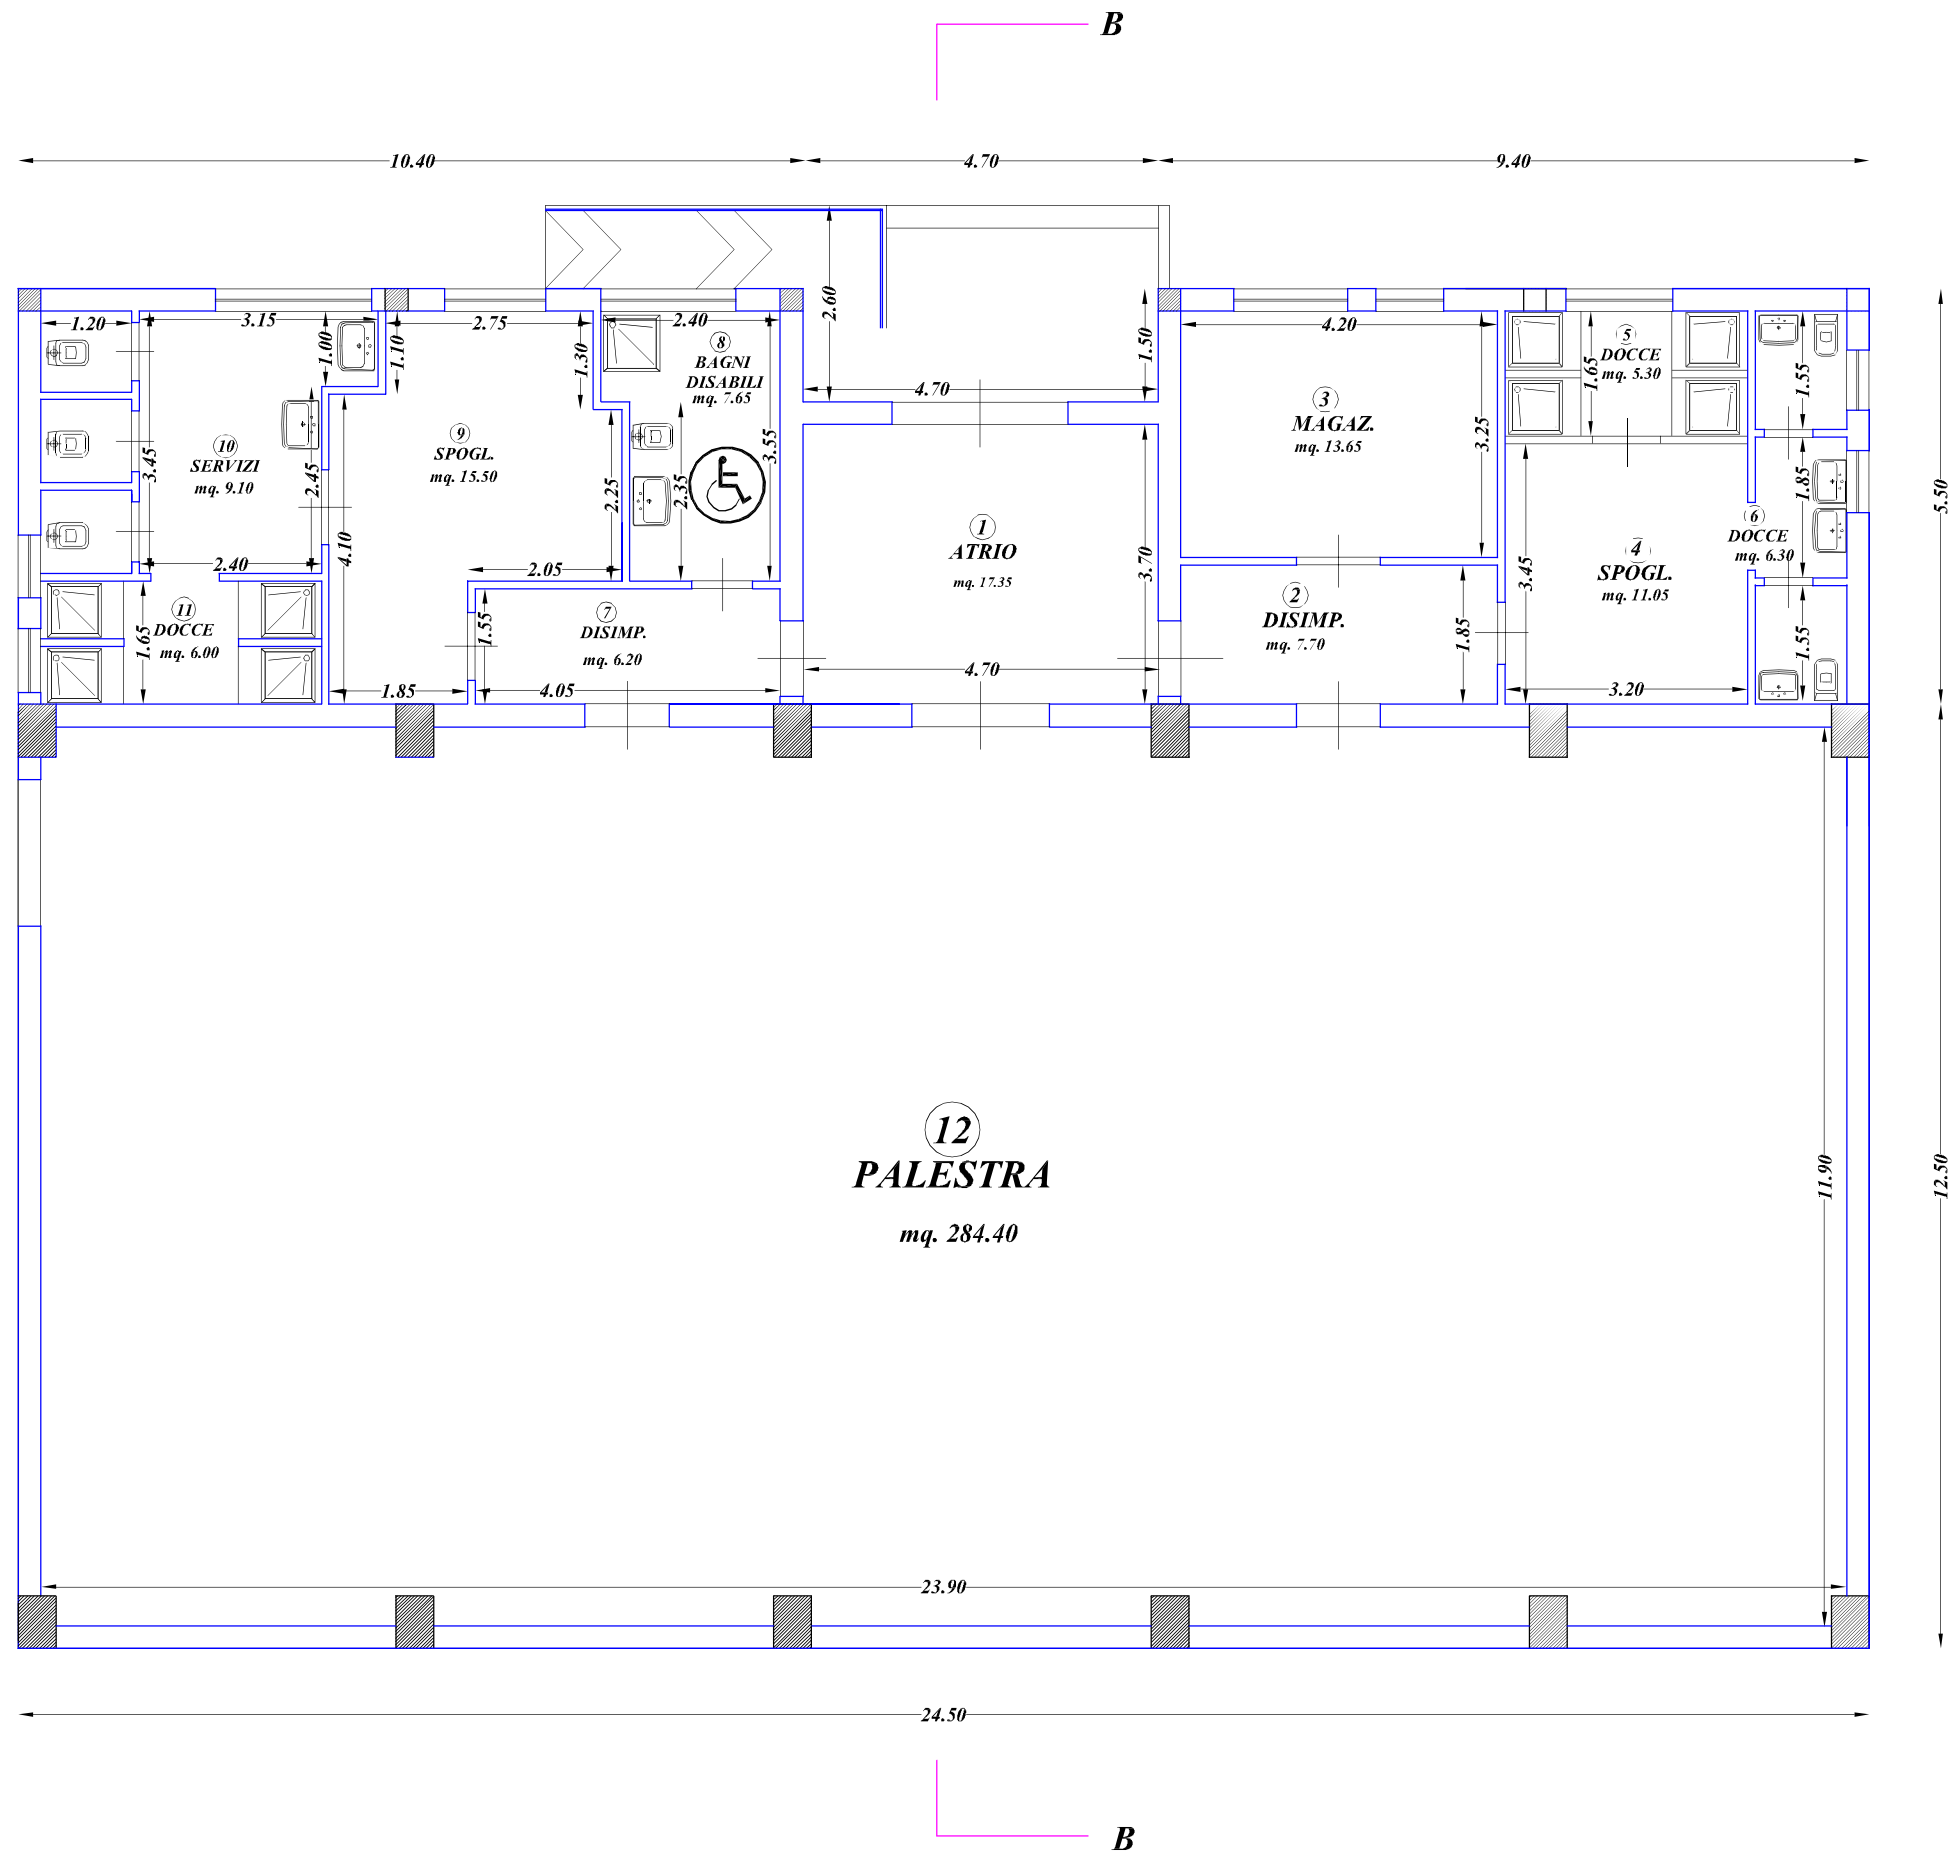 B
10.40
4.70
9.40
2.60
1.20
3.15
1.00
1.10
2.75
1.30
2.40
8
BAGNI
DISABILI
mq. 7.65
3.55
4.70
1.50
4.20
3
MAGAZ.
mq. 13.65
3.25
5
DOCCE
mq. 5.30
1.65
1.55
10
SERVIZI
mq. 9.10
3.45
2.45
9
SPOGL.
mq. 15.50
4.10
2.25
2.35
1
ATRIO
mq. 17.35
3.70
1.85
6
DOCCE
mq. 6.30
4
SPOGL.
mq. 11.05
3.45
5.50
2.40
2.05
11
DOCCE
mq. 6.00
1.65
7
DISIMP.
mq. 6.20
1.55
2
DISIMP.
mq. 7.70
1.85
1.55
1.85
4.05
4.70
3.20
12
PALESTRA
mq. 284.40
11.90
12.50
23.90
24.50
B